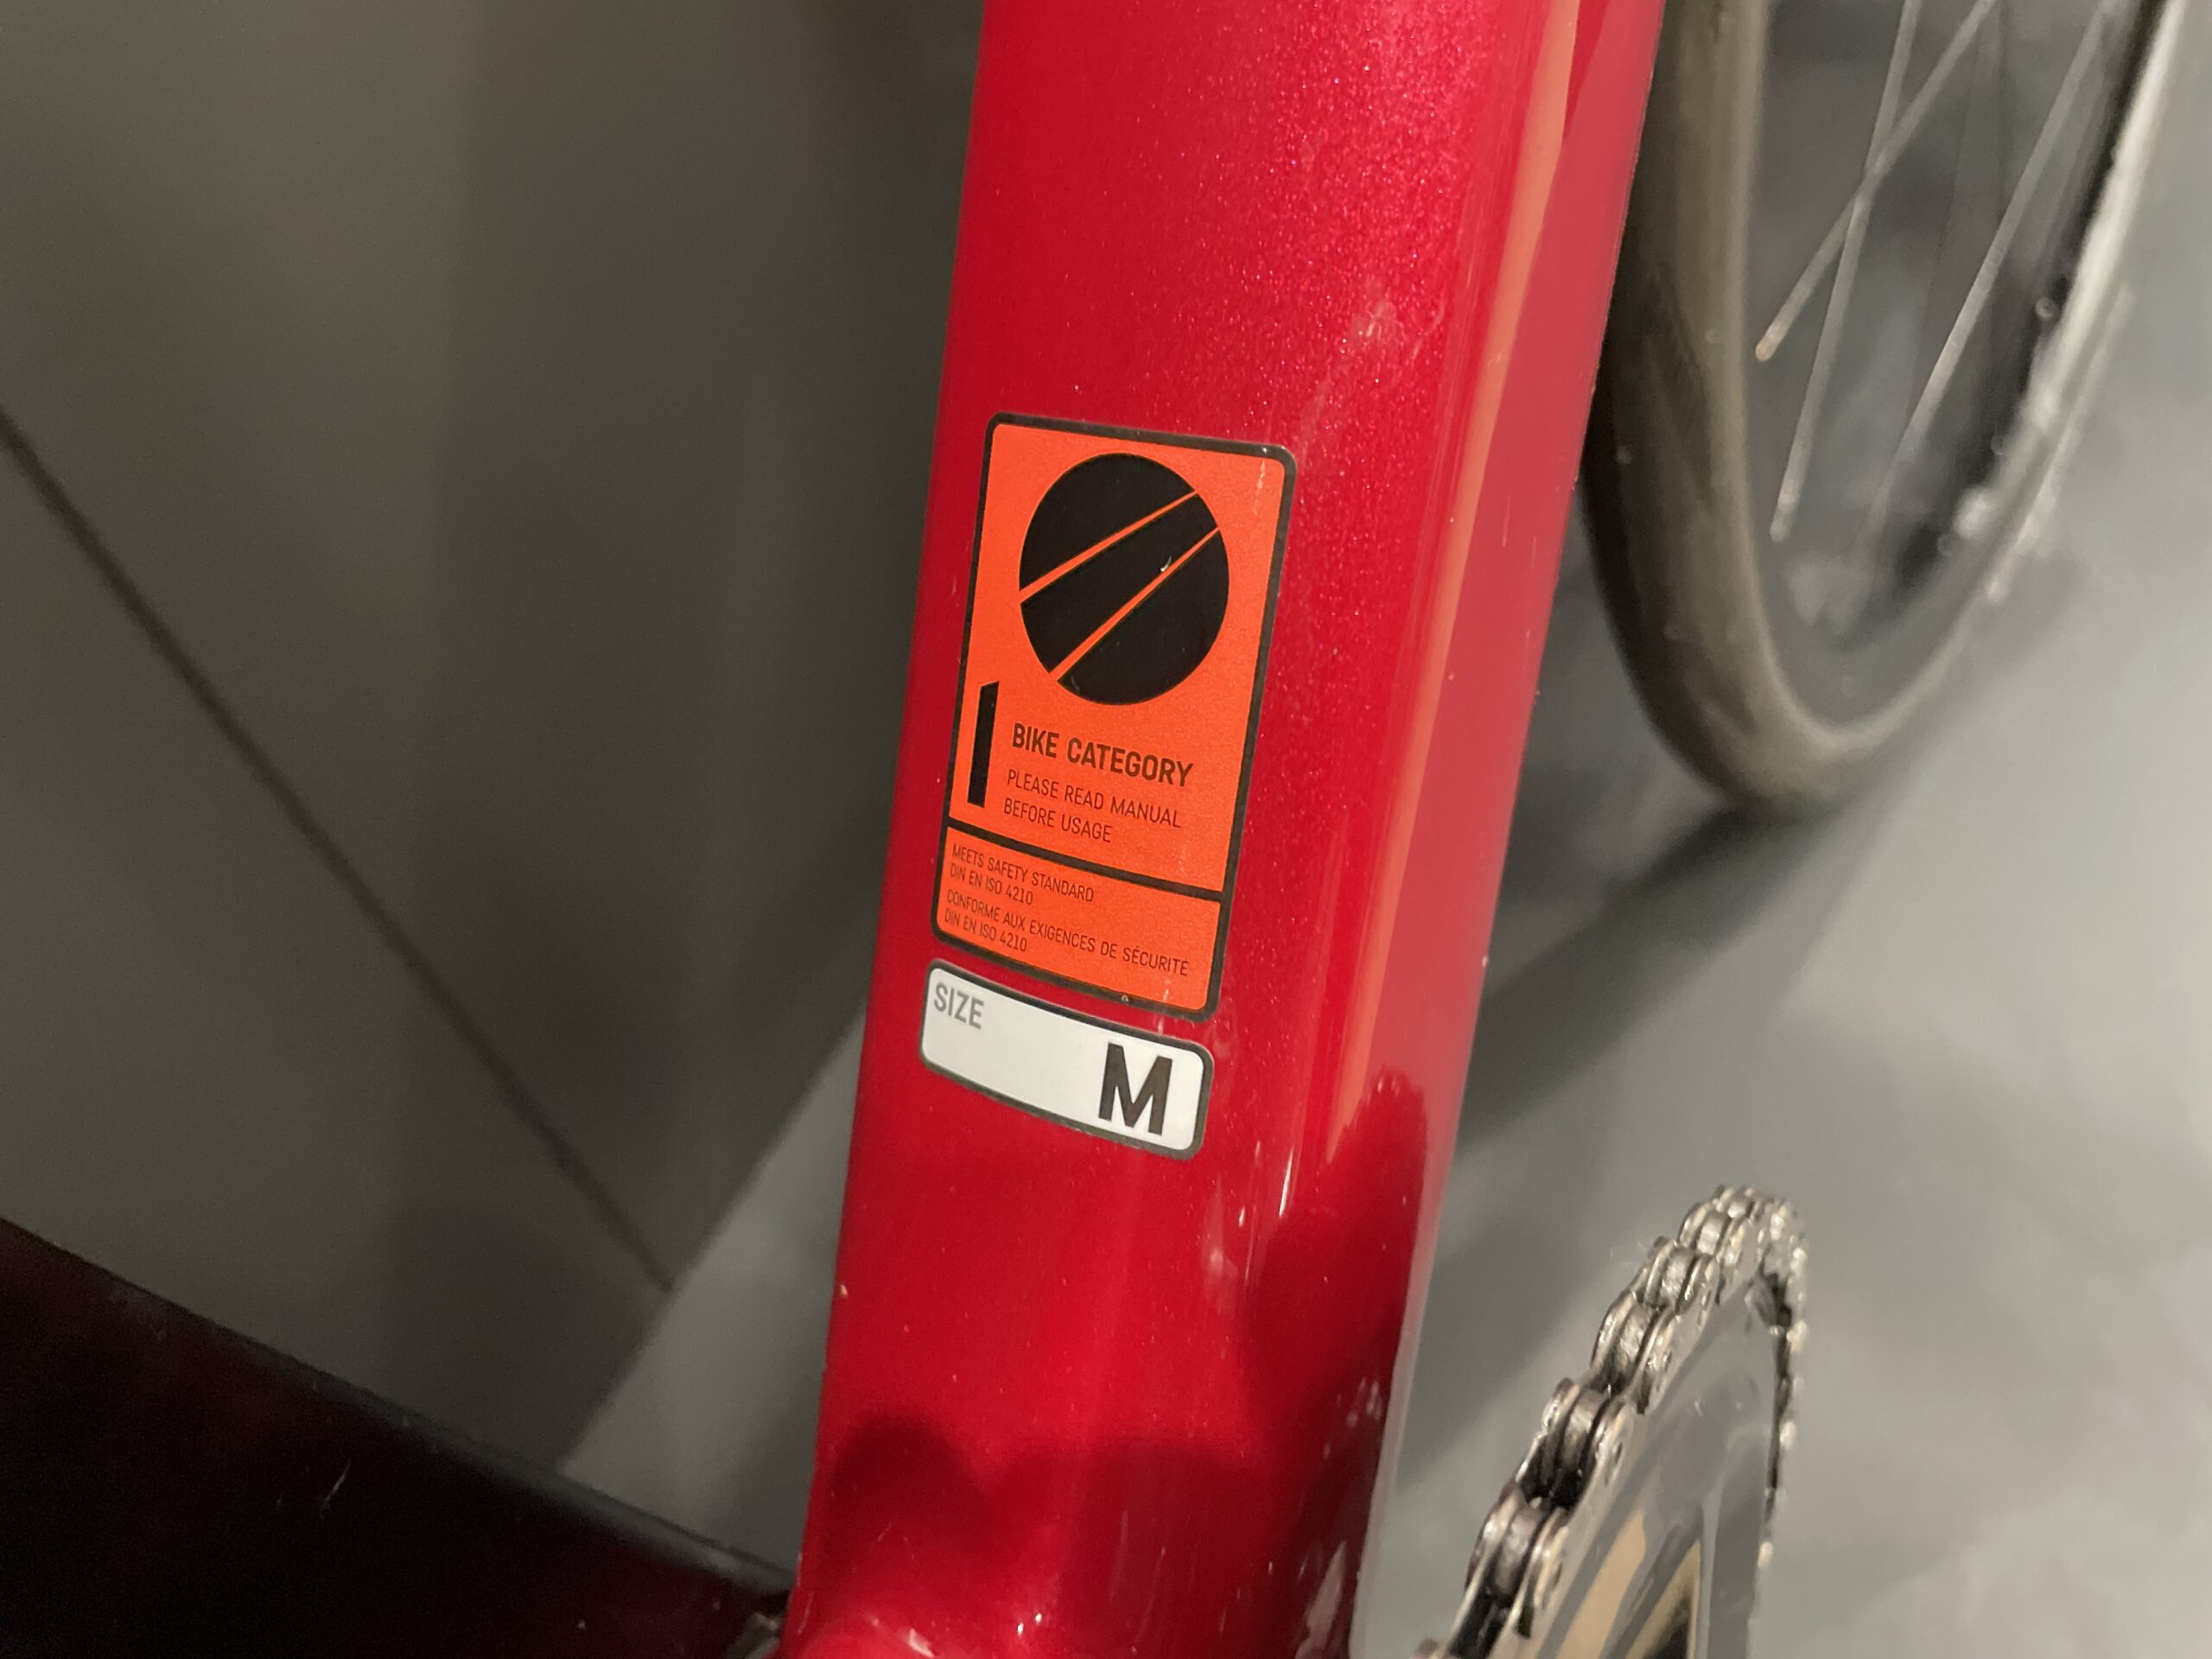 1
BIKE CATEGORY
PLEASE READ MANUAL
BEFORE USAGE
MEETS SAFETY STANDARD
DIN EN ISO 4210
CONFORME AUX EXIGENCES DE SÉCURITÉ
DIN EN ISO 4210
SIZE
M